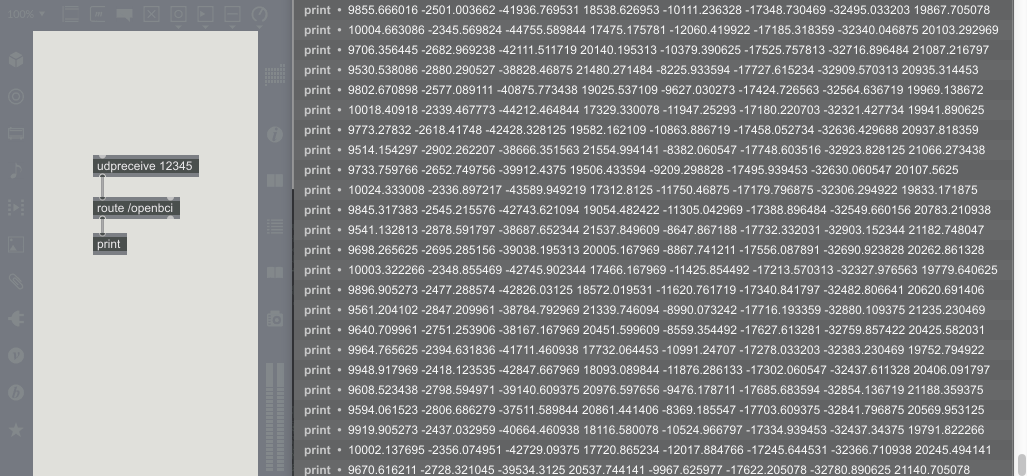 100%
udpreceive 12345
route /openbci
print
print • 9855.666016 -2501.003662 -41936.769531 18538.626953 -10111.236328 -17348.730469 -32495.033203 19867.705078
print • 10004.663086 -2345.569824 -44755.589844 17475.175781 -12060.419922 -17185.318359 -32340.046875 20103.292969
print • 9706.356445 -2682.969238 -42111.511719 20140.195313 -10379.390625 -17525.757813 -32716.896484 21087.216797
print • 9530.538086 -2880.290527 -38828.46875 21480.271484 -8225.933594 -17727.615234 -32909.570313 20935.314453
print • 9802.670898 -2577.089111 -40875.773438 19025.537109 -9627.030273 -17424.726563 -32564.636719 19969.138672
print • 10018.40918 -2339.467773 -44212.464844 17329.330078 -11947.25293 -17180.220703 -32321.427734 19941.890625
print • 9773.27832 -2618.41748 -42428.328125 19582.162109 -10863.886719 -17458.052734 -32636.429688 20937.818359
print • 9514.154297 -2902.262207 -38666.351563 21554.994141 -8382.060547 -17748.603516 -32923.518555 21066.273438
print • 9733.759766 -2652.749756 -39912.4375 19506.433594 -9209.298828 -17495.939453 -32630.060547 20107.5625
print • 10024.333008 -2336.897217 -43589.949219 17312.8125 -11750.46875 -17179.796875 -32306.294922 19833.171875
print • 9845.317383 -2545.215576 -42743.621094 19054.482422 -11305.042969 -17388.896484 -32549.660156 20783.210938
print • 9541.132813 -2878.591797 -38687.652344 21537.849609 -8647.867188 -17732.332031 -32903.152344 21182.748047
print • 9698.265625 -2695.285156 -39038.195313 20005.167969 -8867.741211 -17556.087891 -32690.923828 20262.861328
print • 10003.322266 -2348.855469 -42745.902344 17466.167969 -11425.854492 -17213.570313 -32327.976563 19779.640625
print • 9896.905273 -2477.288574 -42826.03125 18572.019531 -11620.761719 -17340.841797 -32482.806641 20620.691406
print • 9561.204102 -2847.209961 -38784.792969 21339.746094 -8990.073242 -17716.193359 -32880.109375 21235.230469
print • 9640.709961 -2751.253906 -38167.167969 20451.599609 -8559.354492 -17627.613281 -32759.857422 20425.582031
print • 9964.765625 -2394.631836 -41711.460938 17732.064453 -10991.24707 -17278.033203 -32383.230469 19752.794922
print • 9948.917969 -2418.123535 -42847.667969 18093.089844 -11876.286133 -17302.060547 -32437.611328 20406.091797
print • 9608.523438 -2798.594971 -39140.609375 20976.597656 -9476.178711 -17685.683594 -32854.136719 21188.359375
print • 9594.061523 -2806.686279 -37511.589844 20861.441406 -8369.185547 -17703.609375 -32841.796875 20569.953125
print • 9919.905273 -2437.032959 -40664.460938 18116.580078 -10524.966797 -17334.939453 -32437.34375 19791.822266
print • 10002.137695 -2356.074951 -42729.09375 17720.865234 -12017.884766 -17245.644531 -32366.710938 20245.494141
print • 9670.616211 -2728.321045 -39534.3125 20537.744141 -9967.625977 -17622.205078 -32780.890625 21140.705078